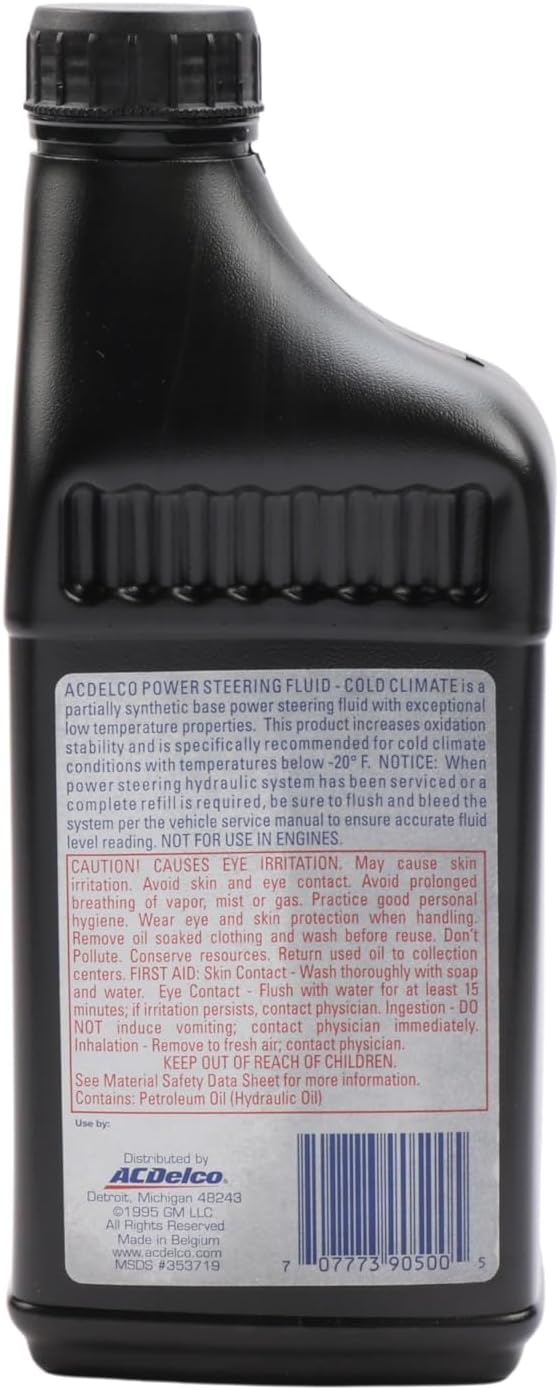 ACDELCO POWER STEERING FLUID - COLD CLIMATE is a
partially synthetic base power steering fluid with exceptional
low temperature properties. This product increases oxidation
stability and is specifically recommended for cold climate
conditions with temperatures below -20° F. NOTICE: When
power steering hydraulic system has been serviced or a
complete refill is required, be sure to flush and bleed the
system per the vehicle service manual to ensure accurate fluid
level reading. NOT FOR USE IN ENGINES.
CAUTION! CAUSES EYE IRRITATION. May cause skin
irritation. Avoid skin and eye contact. Avoid prolonged
breathing of vapor, mist or gas. Practice good personal
hygiene. Wear eye and skin protection when handling.
Remove oil soaked clothing and wash before reuse. Don't
Pollute. Conserve resources. Return used oil to collection
centers. FIRST AID: Skin Contact - Wash thoroughly with soap
and water. Eye Contact - Flush with water for at least 15
minutes; if irritation persists, contact physician. Ingestion - DO
NOT induce vomiting; contact physician immediately.
Inhalation - Remove to fresh air; contact physician.
KEEP OUT OF REACH OF CHILDREN.
See Material Safety Data Sheet for more information.
Contains: Petroleum Oil (Hydraulic Oil)
Use by:
Distributed by
ACDelco
Detroit, Michigan 48243
©1995 GM LLC
All Rights Reserved
Made in Belgium
www.acdelco.com
MSDS #353719
7 07773 90500 5